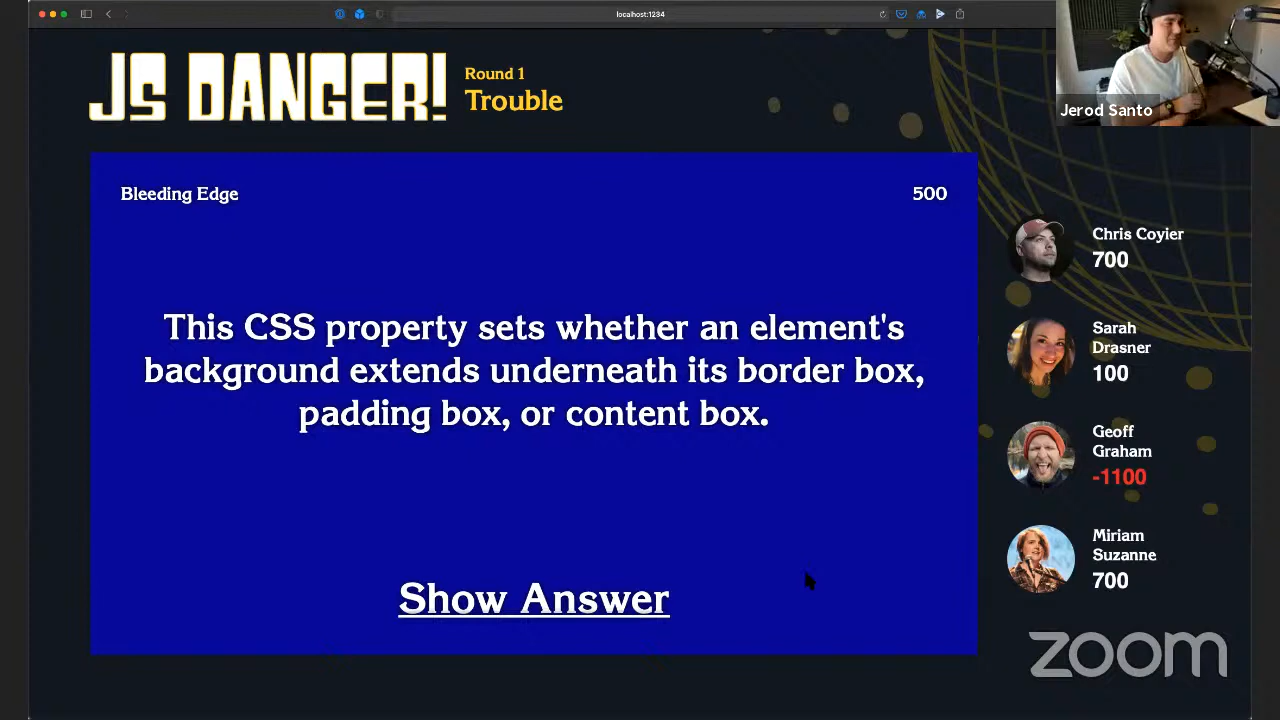 localhost:1234
JS DANGER!
Round 1
Trouble
Jerod Santo
Bleeding Edge
500
This CSS property sets whether an element's
background extends underneath its border box,
padding box, or content box.
Show Answer
Chris Coyier
700
Sarah
Drasner
100
Geoff
Graham
-1100
Miriam
Suzanne
700
zoom